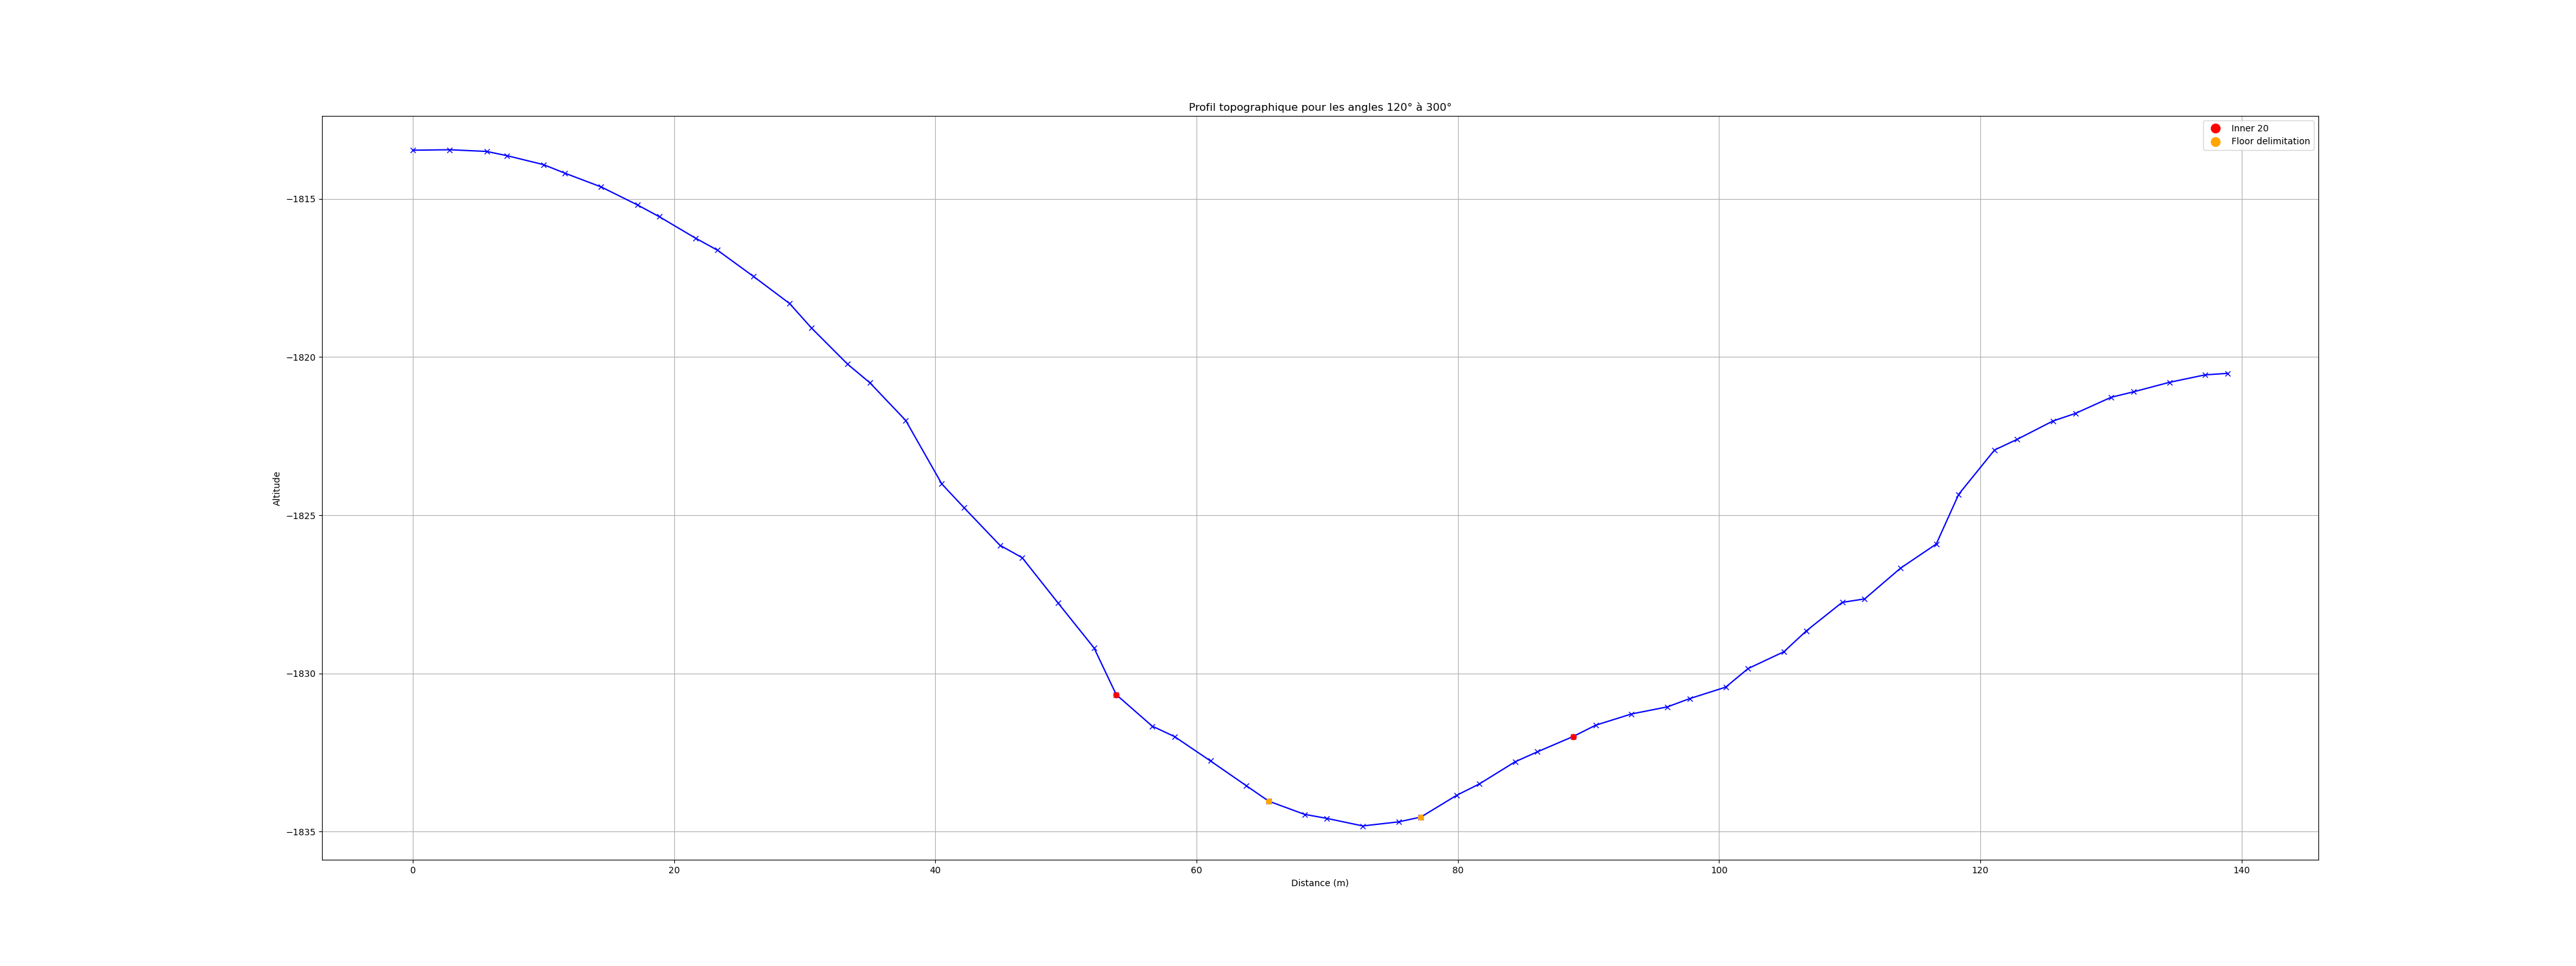 Profil topographique pour les angles 120° à 300°
Inner 20
Floor delimitation
−1815
−1820
−1825
−1830
−1835
Altitude
0 20 40 60 80 100 120 140
Distance (m)